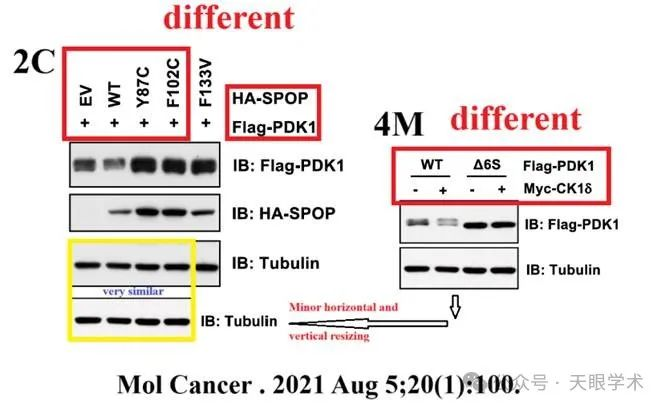 different
2C
EV WT Y87C F102C F133V
HA-SPOP
+ + + + + Flag-PDK1
IB: Flag-PDK1
IB: HA-SPOP
IB: Tubulin
very similar
IB: Tubulin
4M different
WT Δ6S Flag-PDK1
- + - + Myc-CK1δ
IB: Flag-PDK1
IB: Tubulin
Minor horizontal and
vertical resizing
Mol Cancer . 2021 Aug 5;20(1):100.
公众号 · 天眼学术